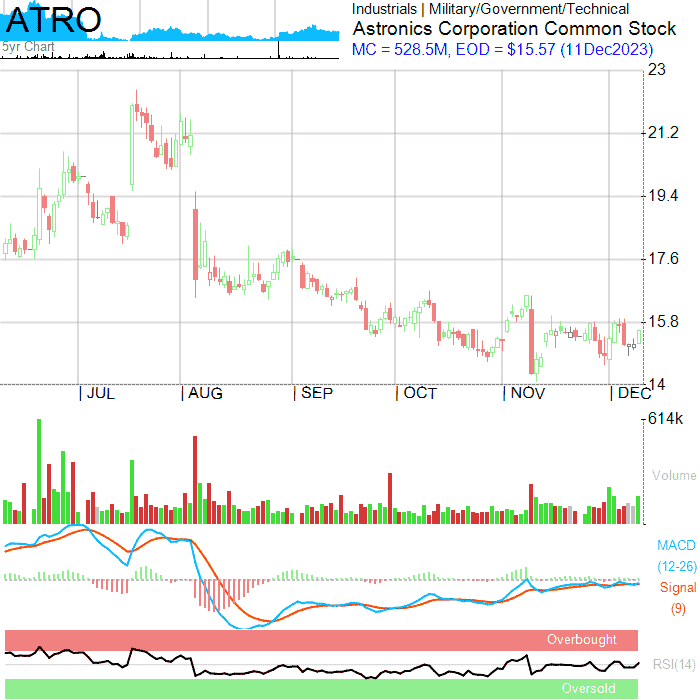 ATRO
5yr Chart
Industrials | Military/Government/Technical
Astronics Corporation Common Stock
MC = 528.5M, EOD = $15.57 (11Dec2023)
23
21.2
19.4
17.6
15.8
14
JUL AUG SEP OCT NOV DEC
614k
Volume
MACD
(12-26)
Signal
(9)
Overbought
RSI(14)
Oversold